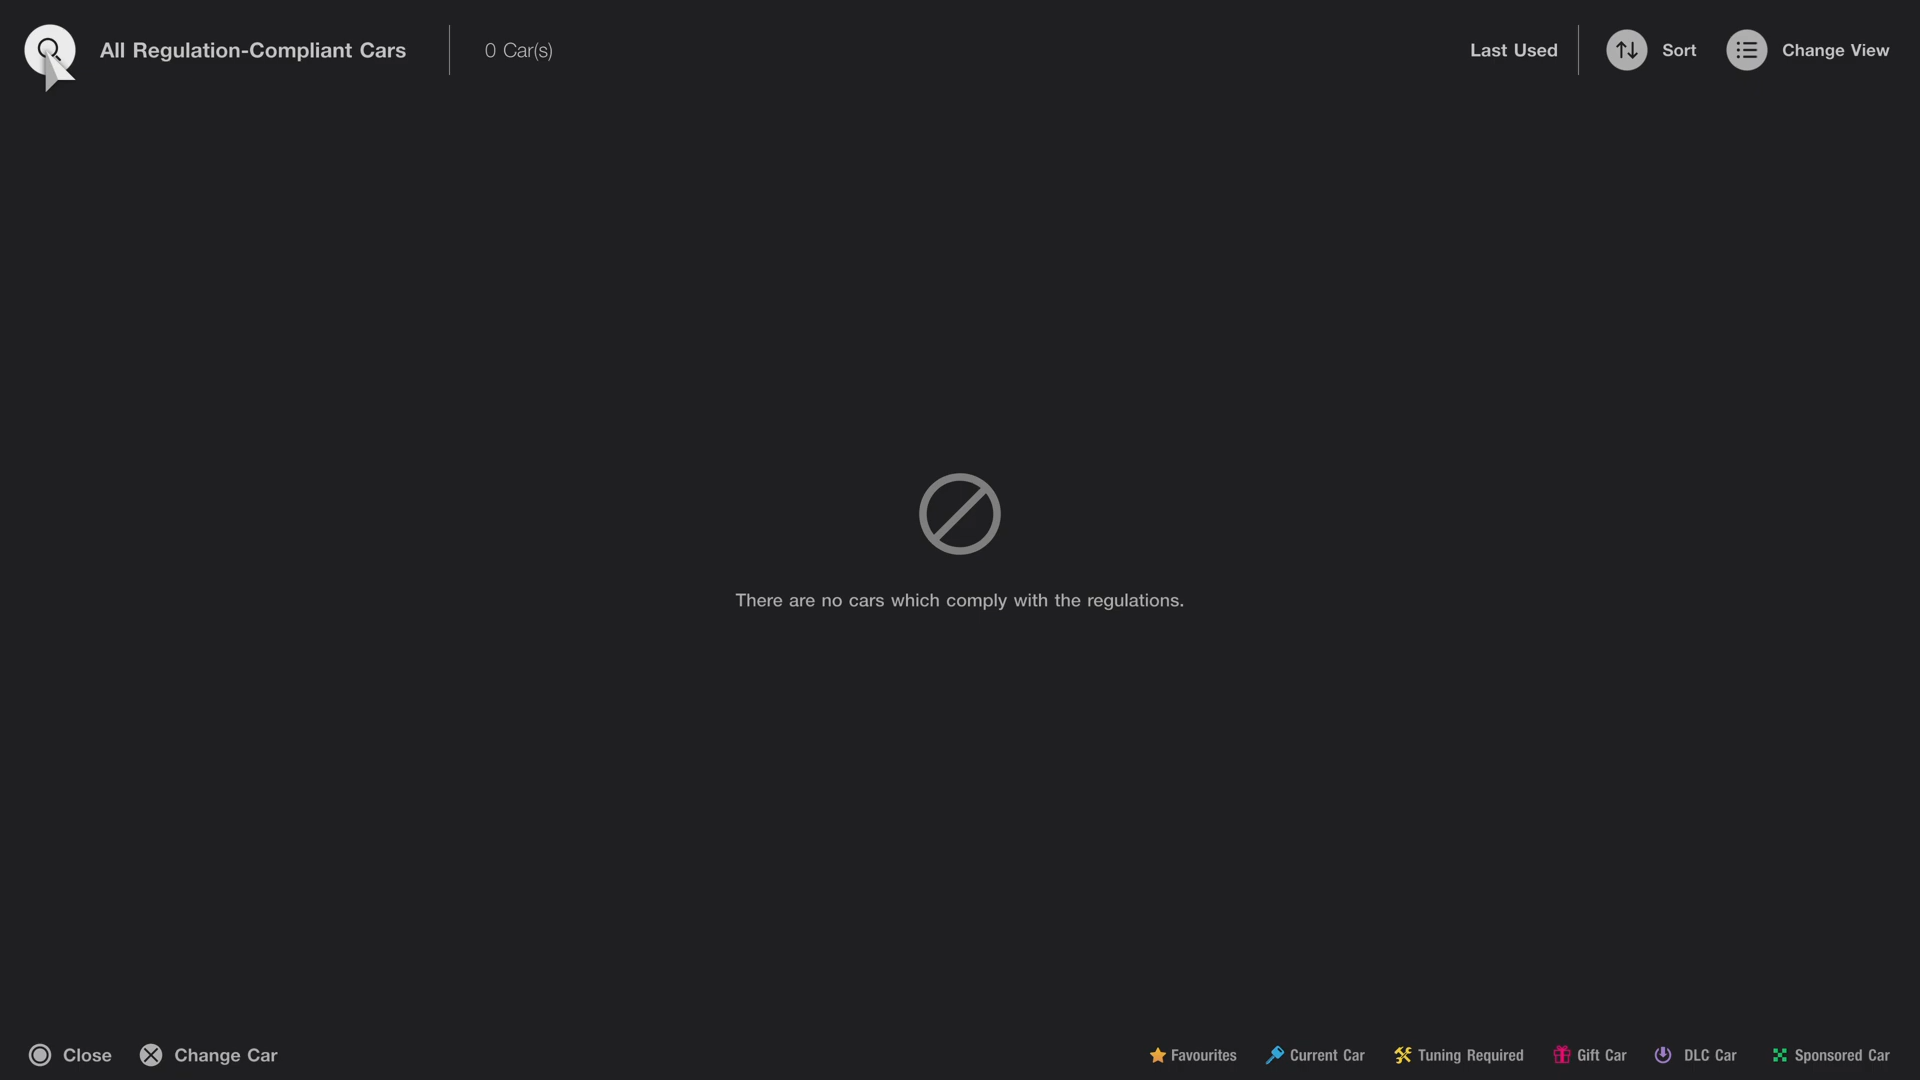 All Regulation-Compliant Cars
0 Car(s)
Last Used
Sort
Change View
There are no cars which comply with the regulations.
Close
Change Car
Favourites
Current Car
Tuning Required
Gift Car
DLC Car
Sponsored Car